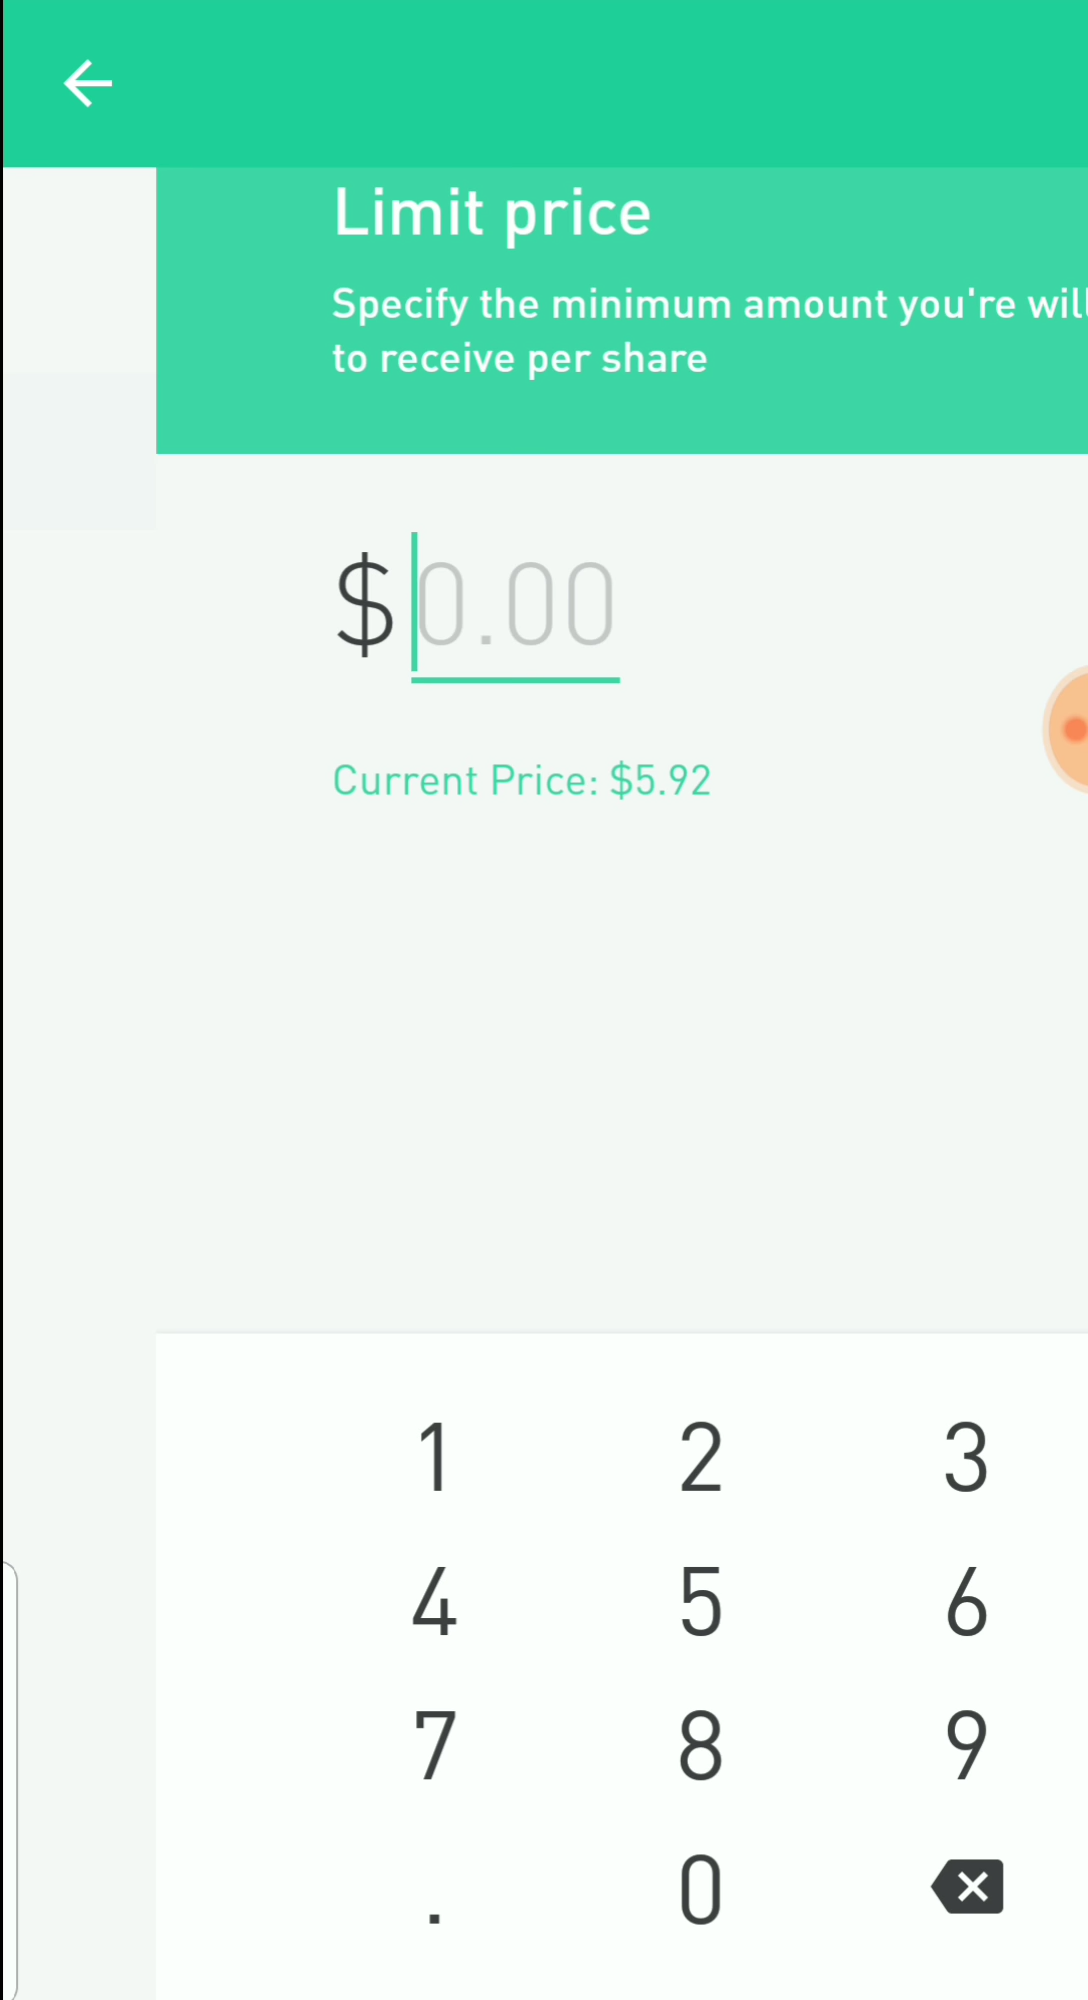 Limit price
Specify the minimum amount you're
to receive per share
$0.00
Current Price: $5.92
1 2 3
4 5 6
7 8 9
. 0